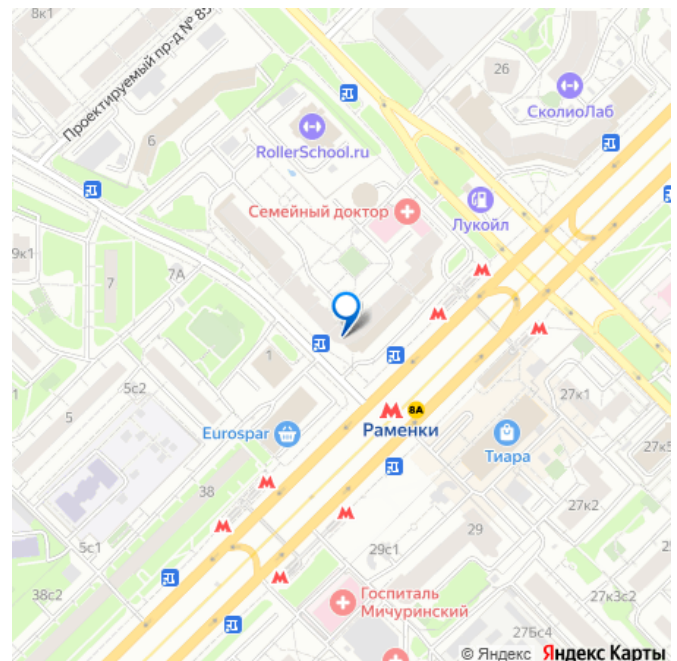 8к1
Проектируемый пр-д №
26
СколиоЛаб
6
RollerSchool.ru
Семейный доктор
Лукойл
9к1
7
7А
1
5с2
5
27к1
М 8А
Раменки
Eurospar
Тиара
27к5
38
27к2
29
5с1
29с1
38с2
Госпиталь
Мичуринский
27к3с2
27Бс4
© Яндекс Яндекс Карты